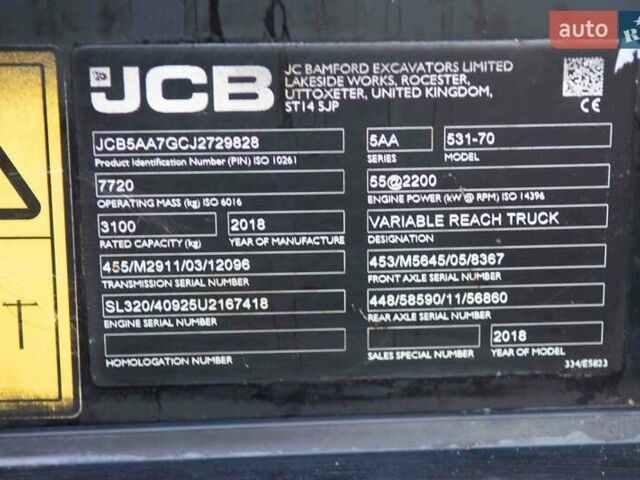 auto
R
JCB
JC BAMFORD EXCAVATORS LIMITED
LAKESIDE WORKS, ROCESTER,
UTTOXETER, UNITED KINGDOM,
ST14 5JP
CE
JCB5AA7GCJ2729828
Product Identification Number (PIN) ISO 10261
5AA
SERIES
531-70
MODEL
7720
OPERATING MASS (kg) ISO 6016
55@2200
ENGINE POWER (kW @ RPM) ISO 14396
3100
RATED CAPACITY (kg)
2018
YEAR OF MANUFACTURE
VARIABLE REACH TRUCK
DESIGNATION
455/M2911/03/12096
TRANSMISSION SERIAL NUMBER
453/M5645/05/8367
FRONT AXLE SERIAL NUMBER
SL320/40925U2167418
ENGINE SERIAL NUMBER
448/58590/11/56860
REAR AXLE SERIAL NUMBER
HOMOLOGATION NUMBER
SALES SPECIAL NUMBER
2018
YEAR OF MODEL
334/E5823
T